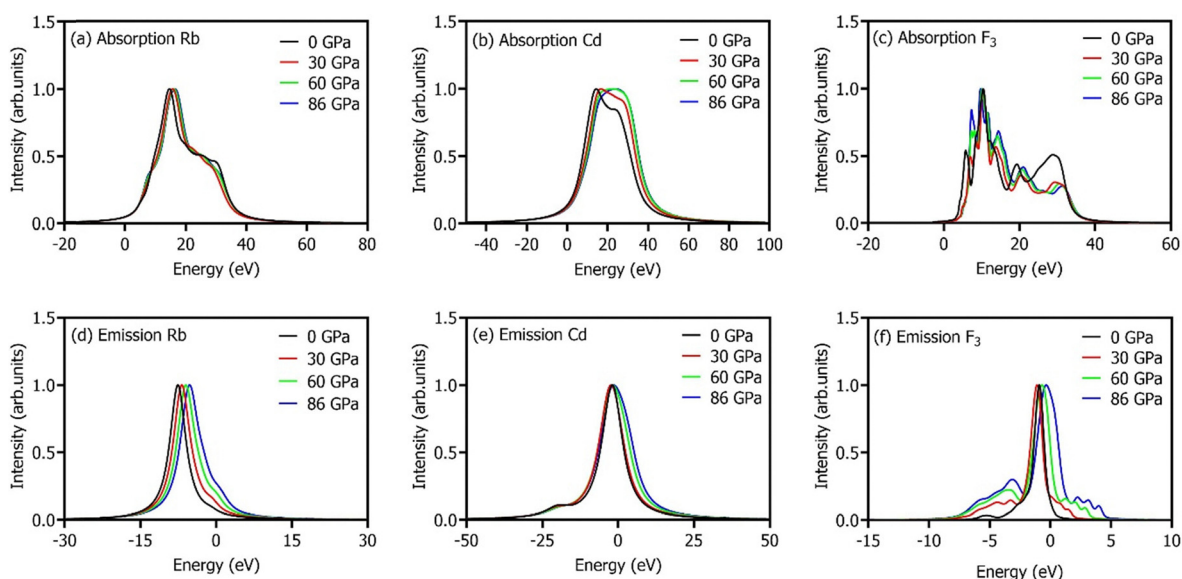 (a) Absorption Rb
0 GPa
30 GPa
60 GPa
86 GPa
1.5
1.0
0.5
0.0
Intensity (arb.units)
-20 0 20 40 60 80
Energy (eV)
(b) Absorption Cd
0 GPa
30 GPa
60 GPa
86 GPa
1.5
1.0
0.5
0.0
Intensity (arb.units)
-40 -20 0 20 40 60 80 100
Energy (eV)
(c) Absorption F3
0 GPa
30 GPa
60 GPa
86 GPa
1.5
1.0
0.5
0.0
Intensity (arb.units)
-20 0 20 40 60
Energy (eV)
(d) Emission Rb
0 GPa
30 GPa
60 GPa
86 GPa
1.5
1.0
0.5
0.0
Intensity (arb.units)
-30 -15 0 15 30
Energy (eV)
(e) Emission Cd
0 GPa
30 GPa
60 GPa
86 GPa
1.5
1.0
0.5
0.0
Intensity (arb.units)
-50 -25 0 25 50
Energy (eV)
(f) Emission F3
0 GPa
30 GPa
60 GPa
86 GPa
1.5
1.0
0.5
0.0
Intensity (arb.units)
-15 -10 -5 0 5 10
Energy (eV)